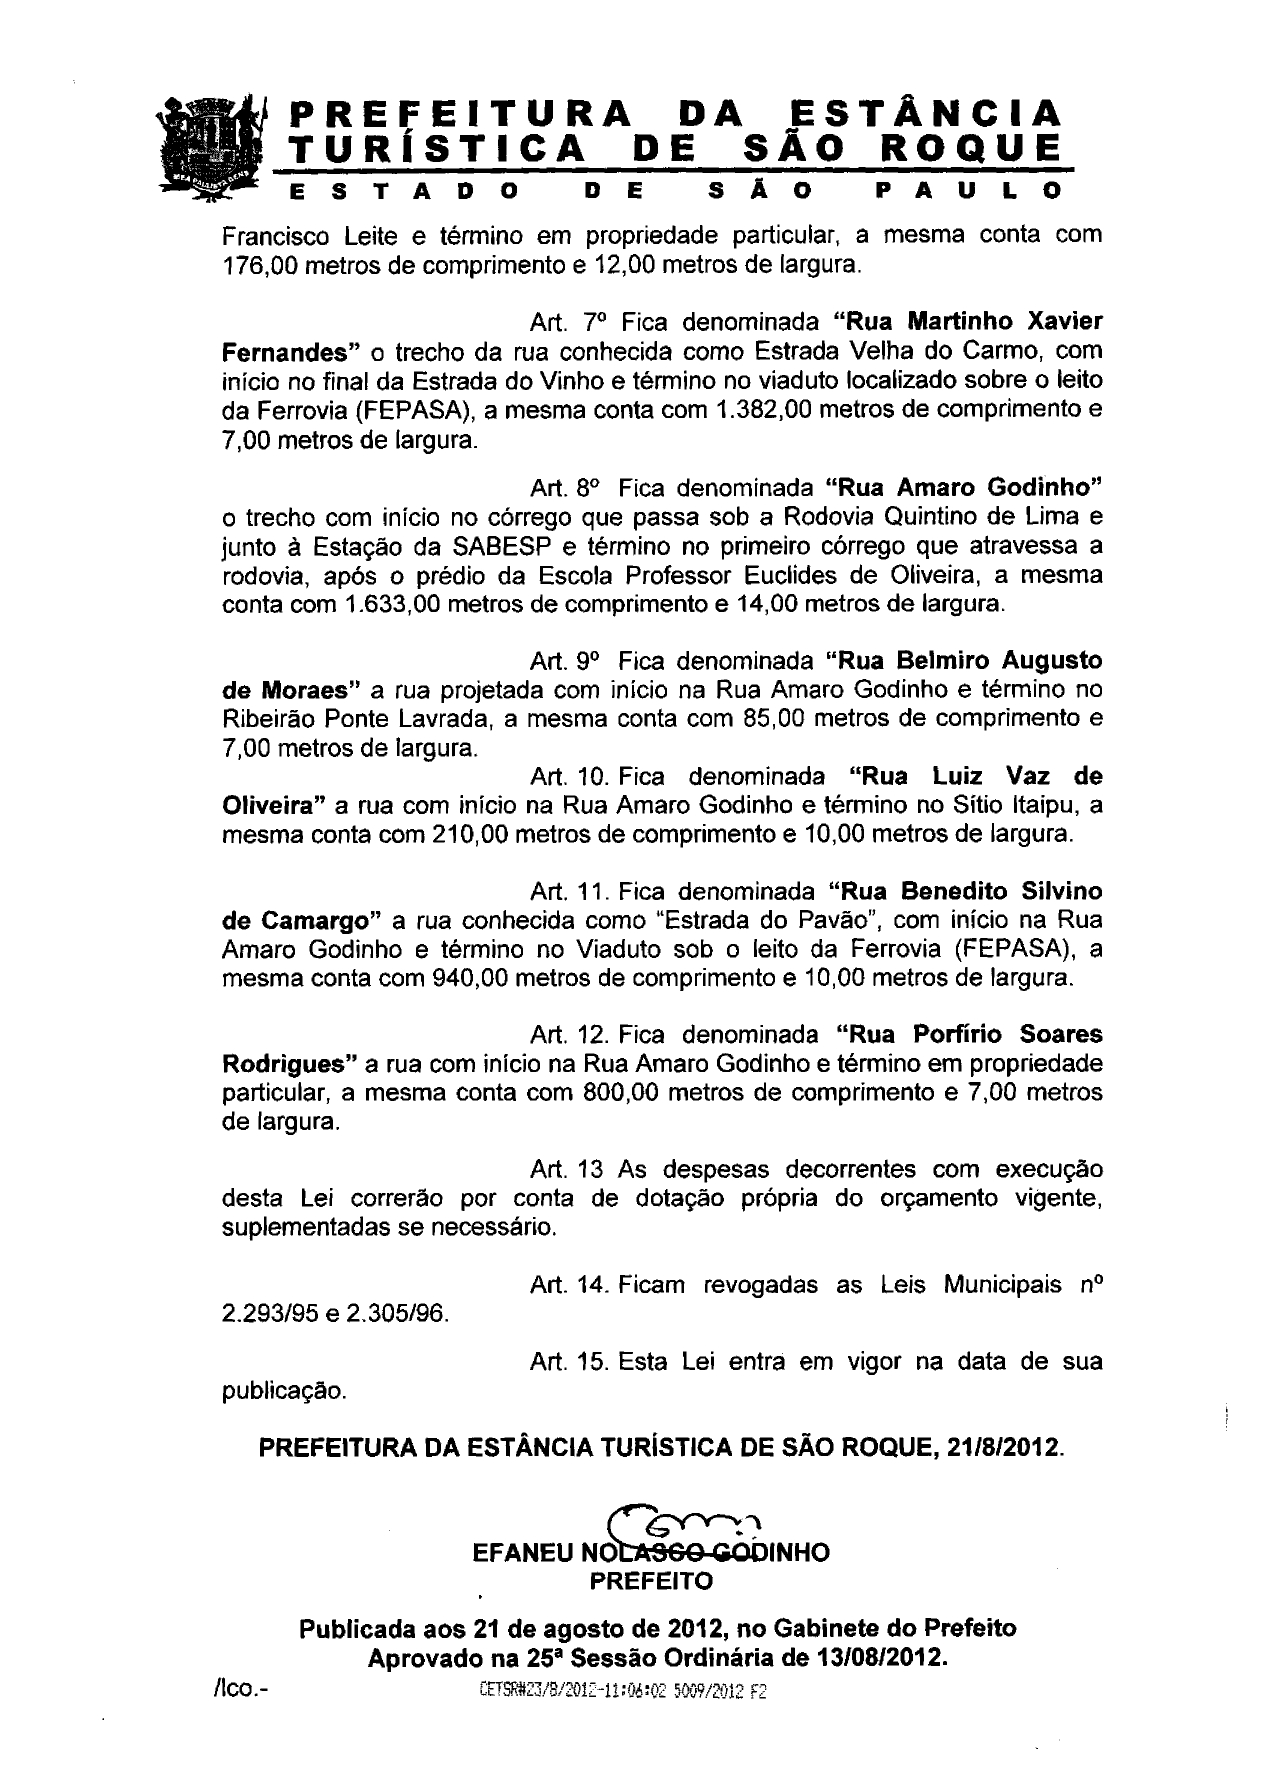 PREFEITURA DA ESTÂNCIA
TURÍSTICA DE SÃO ROQUE
ESTADO DE SÃO PAULO
Francisco Leite e término em propriedade particular, a mesma conta com
176,00 metros de comprimento e 12,00 metros de largura.
Art. 7º Fica denominada “Rua Martinho Xavier
Fernandes” o trecho da rua conhecida como Estrada Velha do Carmo, com
início no final da Estrada do Vinho e término no viaduto localizado sobre o leito
da Ferrovia (FEPASA), a mesma conta com 1.382,00 metros de comprimento e
7,00 metros de largura.
Art. 8º Fica denominada “Rua Amaro Godinho”
o trecho com início no córrego que passa sob a Rodovia Quintino de Lima e
junto à Estação da SABESP e término no primeiro córrego que atravessa a
rodovia, após o prédio da Escola Professor Euclides de Oliveira, a mesma
conta com 1.633,00 metros de comprimento e 14,00 metros de largura.
Art. 9º Fica denominada “Rua Belmiro Augusto
de Moraes” a rua projetada com início na Rua Amaro Godinho e término no
Ribeirão Ponte Lavrada, a mesma conta com 85,00 metros de comprimento e
7,00 metros de largura.
Art. 10. Fica denominada “Rua Luiz Vaz de
Oliveira” a rua com início na Rua Amaro Godinho e término no Sítio Itaipu, a
mesma conta com 210,00 metros de comprimento e 10,00 metros de largura.
Art. 11. Fica denominada “Rua Benedito Silvino
de Camargo” a rua conhecida como “Estrada do Pavão”, com início na Rua
Amaro Godinho e término no Viaduto sob o leito da Ferrovia (FEPASA), a
mesma conta com 940,00 metros de comprimento e 10,00 metros de largura.
Art. 12. Fica denominada “Rua Porfírio Soares
Rodrigues” a rua com início na Rua Amaro Godinho e término em propriedade
particular, a mesma conta com 800,00 metros de comprimento e 7,00 metros
de largura.
Art. 13 As despesas decorrentes com execução
desta Lei correrão por conta de dotação própria do orçamento vigente,
suplementadas se necessário.
Art. 14. Ficam revogadas as Leis Municipais nº
2.293/95 e 2.305/96.
Art. 15. Esta Lei entra em vigor na data de sua
publicação.
PREFEITURA DA ESTÂNCIA TURÍSTICA DE SÃO ROQUE, 21/8/2012.
EFANEU NOLASCO GODINHO
PREFEITO
Publicada aos 21 de agosto de 2012, no Gabinete do Prefeito
Aprovado na 25ª Sessão Ordinária de 13/08/2012.
/lco.-
CETSR#23/8/2012-11:06:02 5009/2012 F2